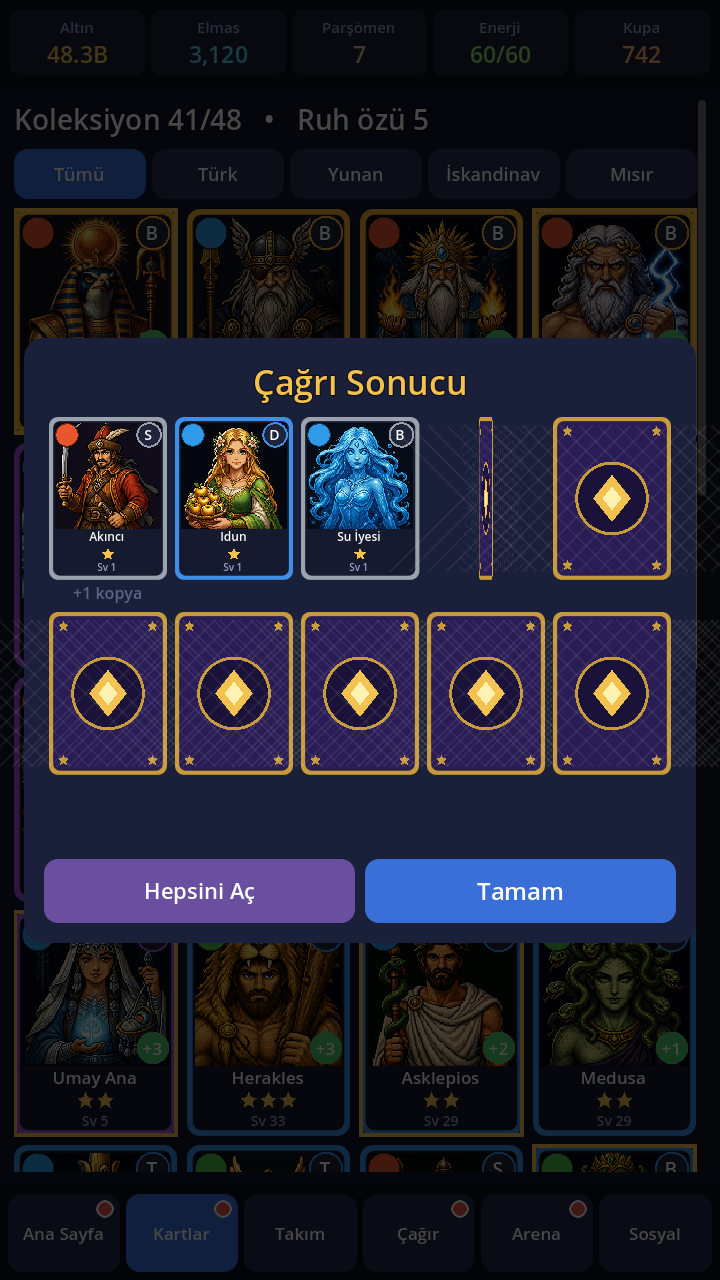 Altın Elmas Parşömen Enerji Kupa
48.3B 3,120 7 60/60 742
Koleksiyon 41/48 • Ruh özü 5
Tümü Türk Yunan İskandinav Mısır
B B B B
Çağrı Sonucu
S D B
Akıncı Idun Su İyesi
Sv 1 Sv 1 Sv 1
+1 kopya
Hepsini Aç Tamam
+3 +3 +2 +1
Umay Ana Herakles Asklepios Medusa
Sv 5 Sv 33 Sv 29 Sv 29
T T S B
Ana Sayfa Kartlar Takım Çağır Arena Sosyal